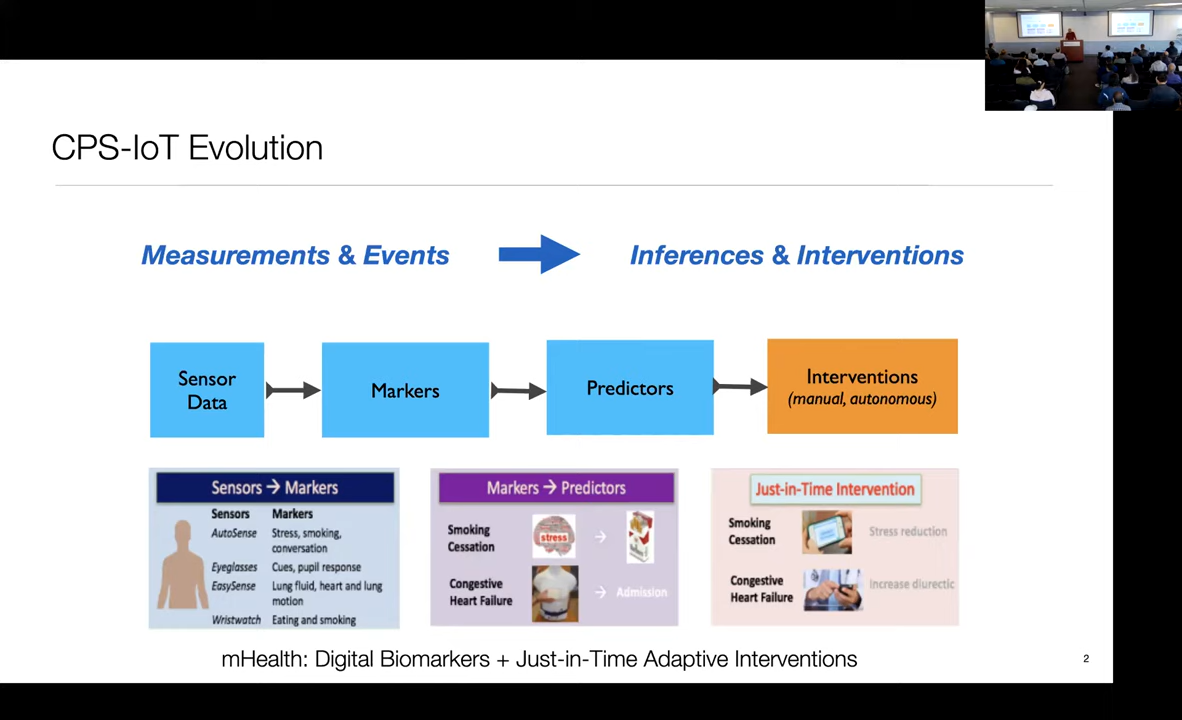 CPS-IoT Evolution
Measurements & Events
Inferences & Interventions
Sensor
Data
Markers
Predictors
Interventions
(manual, autonomous)
Sensors → Markers
Sensors Markers
AutoSense Stress, smoking,
conversation
Eyeglasses Cues, pupil response
EasySense Lung fluid, heart and lung
motion
Wristwatch Eating and smoking
Markers → Predictors
Smoking
Cessation
stress
Congestive
Heart Failure
Admission
Just-in-Time Intervention
Smoking
Cessation
Stress reduction
Congestive
Heart Failure
Increase diurectic
mHealth: Digital Biomarkers + Just-in-Time Adaptive Interventions
2